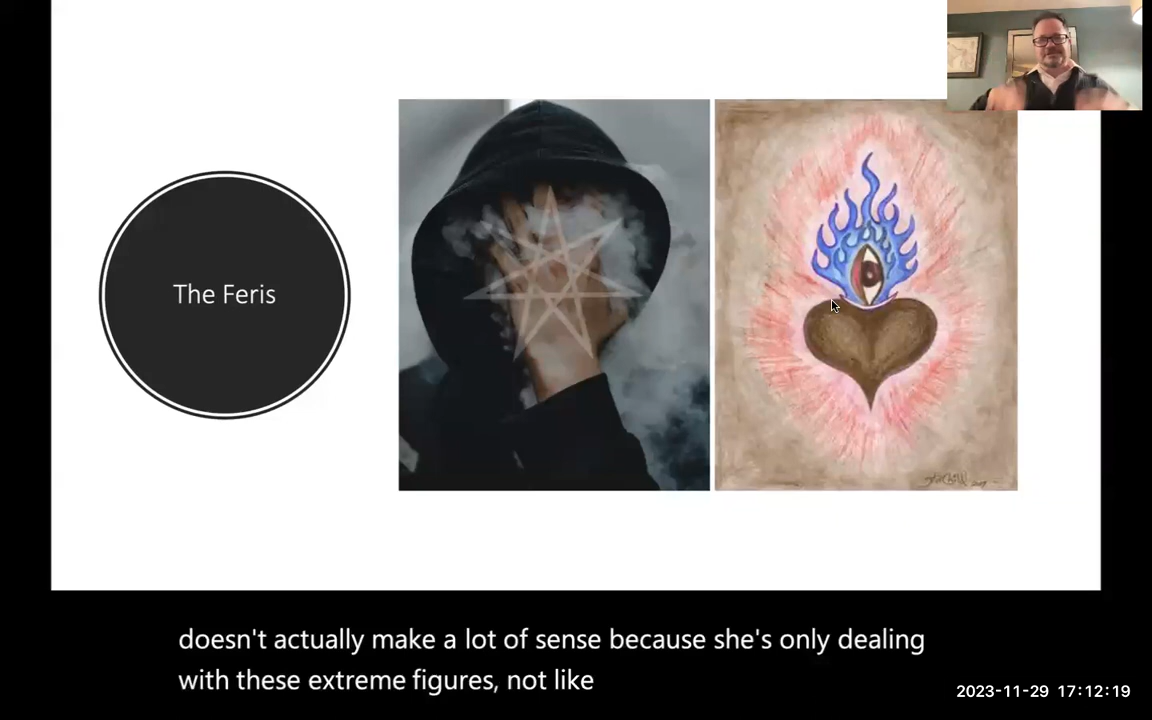 The Feris
doesn't actually make a lot of sense because she's only dealing
with these extreme figures, not like
2023-11-29 17:12:19